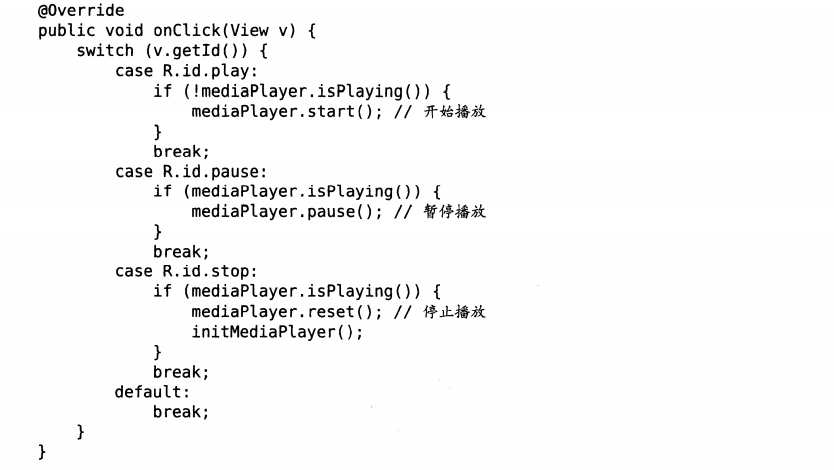 @Override
public void onClick(View v) {
    switch (v.getId()) {
        case R.id.play:
            if (!mediaPlayer.isPlaying()) {
                mediaPlayer.start(); // 开始播放
            }
            break;
        case R.id.pause:
            if (mediaPlayer.isPlaying()) {
                mediaPlayer.pause(); // 暂停播放
            }
            break;
        case R.id.stop:
            if (mediaPlayer.isPlaying()) {
                mediaPlayer.reset(); // 停止播放
                initMediaPlayer();
            }
            break;
        default:
            break;
    }
}